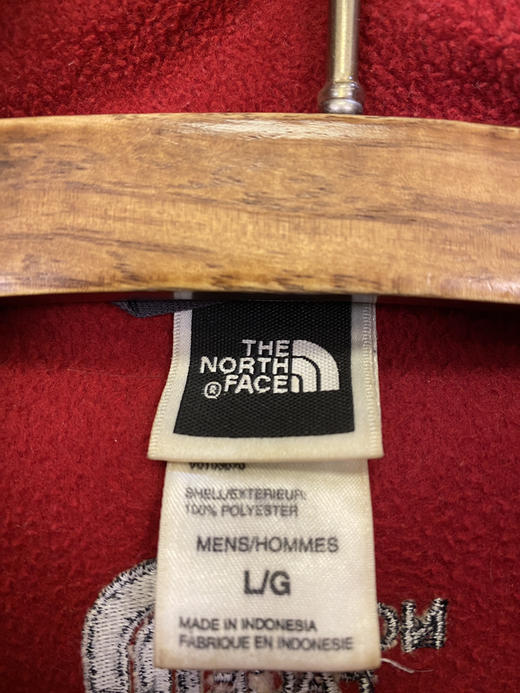 THE
NORTH
® FACE
SHELL/EXTERIEUR:
100% POLYESTER
MENS/HOMMES
L/G
MADE IN INDONESIA
FABRIQUE EN INDONESIE